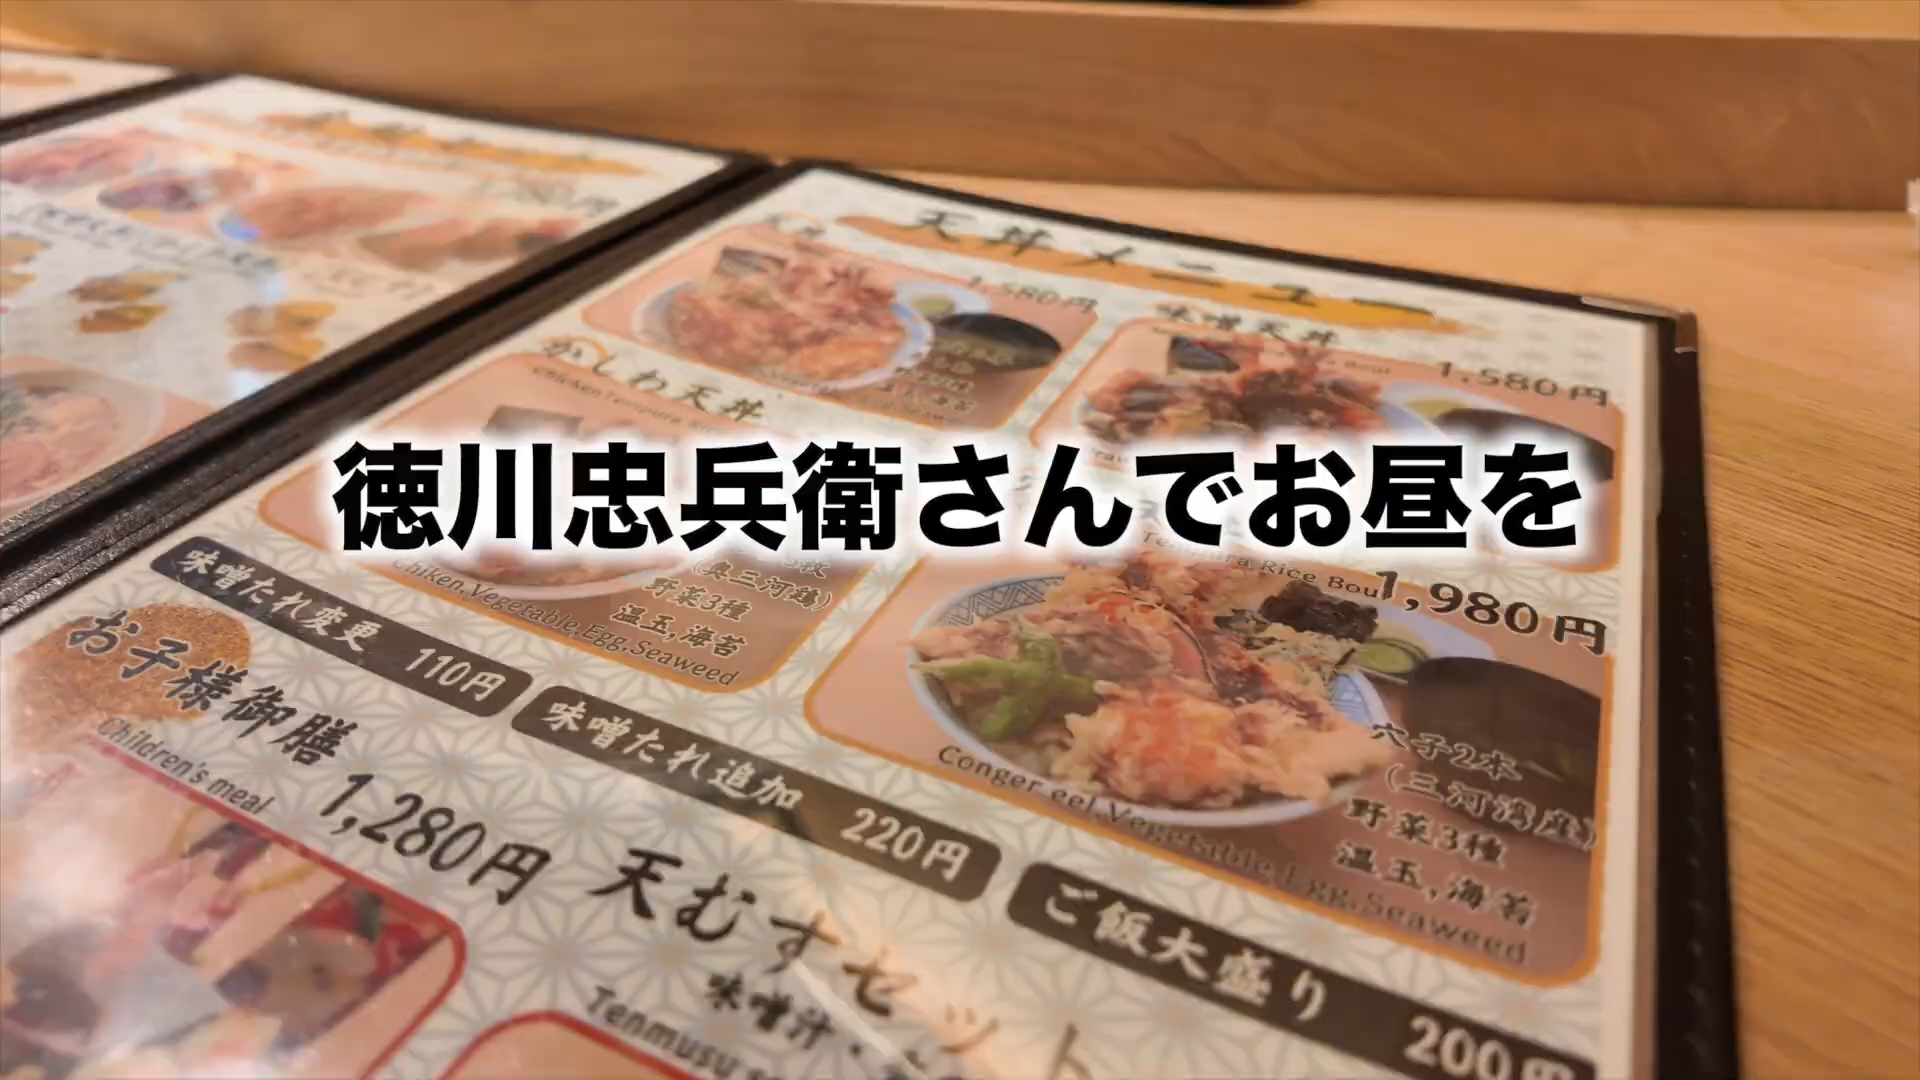 天丼メニュー
天丼
1,580円
味噌天丼
1,580円
かしわ天丼
Chicken Tempura
徳川忠兵衛さんでお昼を
Tempura Rice Bowl
1,980円
(奥三河鶏)
野菜3種
温玉,海苔
Chiken,Vegetable,Egg,Seaweed
穴子2本
(三河湾産)
野菜3種
温玉,海苔
Conger eel,Vegetable,Egg,Seaweed
味噌たれ変更 110円
味噌たれ追加 220円
ご飯大盛り 200円
お子様御膳
Children's meal
1,280円
天むすセット
味噌汁・
Tenmusu